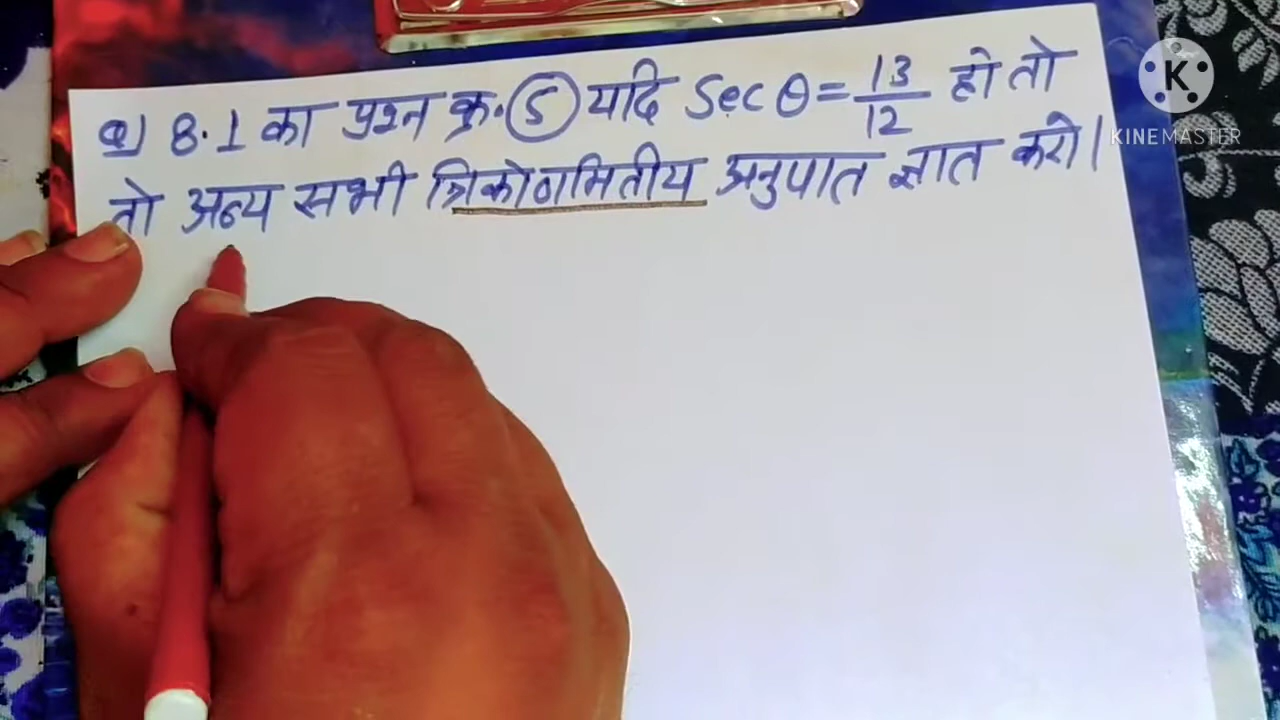 Q) 8.1 का प्रश्न क्र. 5 यदि Sec θ = 13/12 हो तो
तो अन्य सभी त्रिकोणमितीय अनुपात ज्ञात करो।
K
KINEMASTER